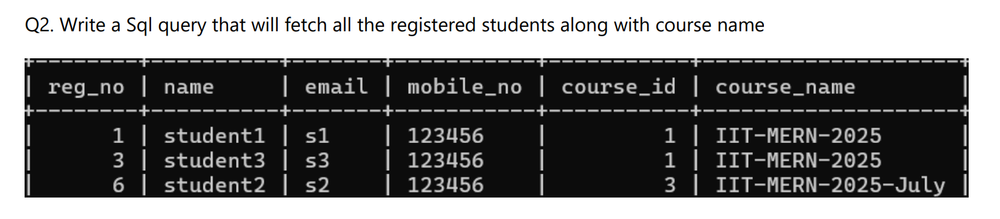 Q2. Write a Sql query that will fetch all the registered students along with course name
+--------+----------+-------+-----------+-----------+--------------------+
| reg_no | name     | email | mobile_no | course_id | course_name        |
+--------+----------+-------+-----------+-----------+--------------------+
|      1 | student1 | s1    | 123456    |         1 | IIT-MERN-2025      |
|      3 | student3 | s3    | 123456    |         1 | IIT-MERN-2025      |
|      6 | student2 | s2    | 123456    |         3 | IIT-MERN-2025-July |